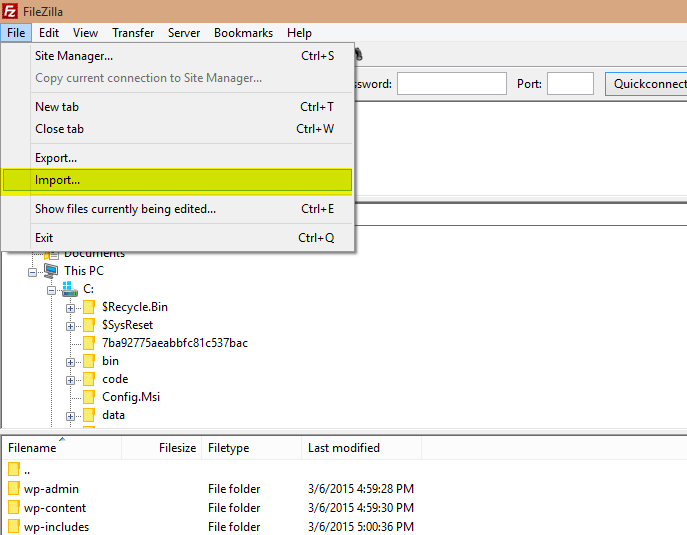 Fz FileZilla
File Edit View Transfer Server Bookmarks Help
Site Manager... Ctrl+S
Copy current connection to Site Manager...
ssword: Port: Quickconnect
New tab Ctrl+T
Close tab Ctrl+W
Export...
Import...
Show files currently being edited... Ctrl+E
Exit Ctrl+Q
Documents
This PC
C:
$Recycle.Bin
$SysReset
7ba92775aeabbfc81c537bac
bin
code
Config.Msi
data
Filename Filesize Filetype Last modified
..
wp-admin File folder 3/6/2015 4:59:28 PM
wp-content File folder 3/6/2015 4:59:30 PM
wp-includes File folder 3/6/2015 5:00:36 PM